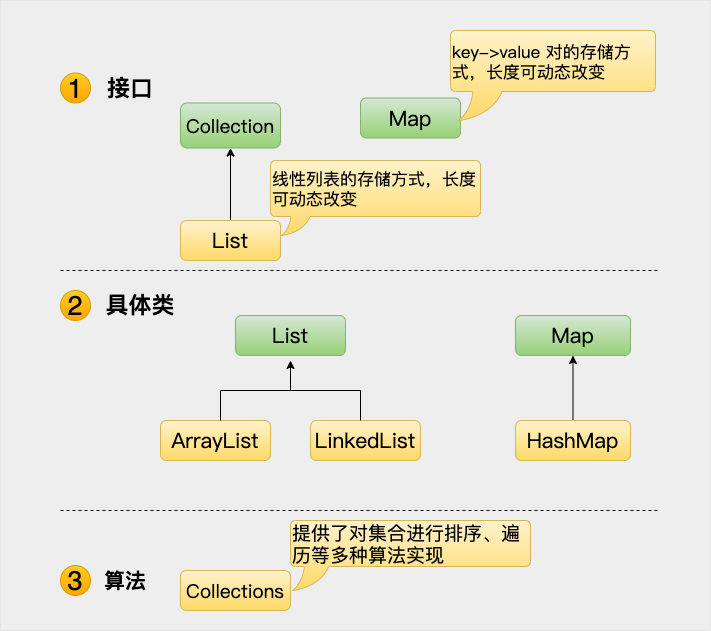 1 接口
key->value 对的存储方
式，长度可动态改变
Collection
Map
线性列表的存储方式，长度
可动态改变
List
2 具体类
List
Map
ArrayList
LinkedList
HashMap
提供了对集合进行排序、遍
历等多种算法实现
3 算法
Collections